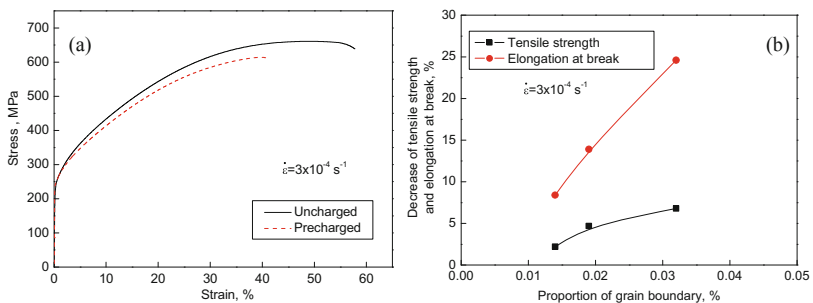 (a)
700
600
500
400
300
200
100
0
Stress , MPa
ε̇=3x10⁻⁴ s⁻¹
Uncharged
Precharged
0 10 20 30 40 50 60
Strain, %
(b)
Tensile strength
Elongation at break
ε̇=3x10⁻⁴ s⁻¹
30
25
20
15
10
5
0
Decrease of tensile strength
and elongation at break, %
0.00 0.01 0.02 0.03 0.04 0.05
Proportion of grain boundary, %